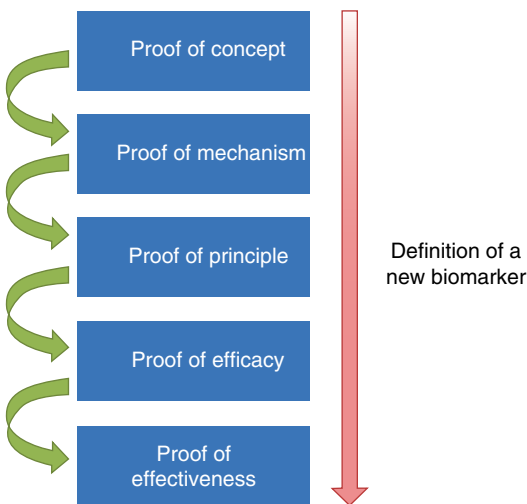 Proof of concept
Proof of mechanism
Proof of principle
Proof of efficacy
Proof of
effectiveness
Definition of a
new biomarker